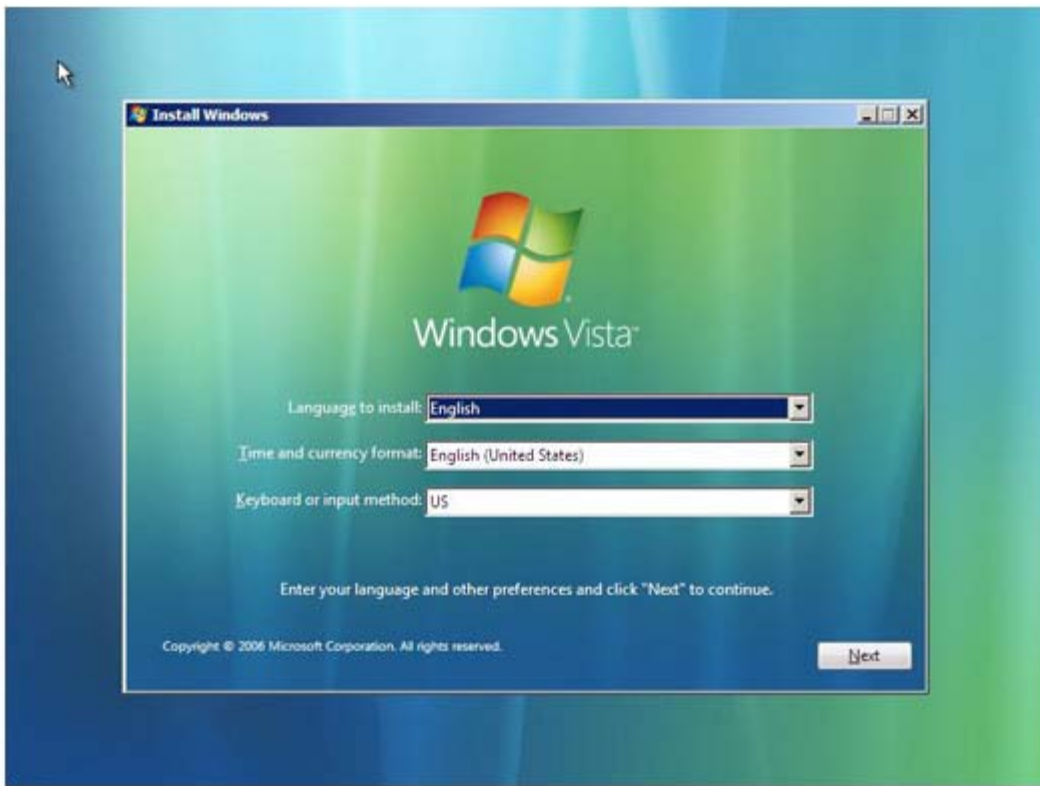 Install Windows
Windows Vista™
Language to install: English
Time and currency format: English (United States)
Keyboard or input method: US
Enter your language and other preferences and click "Next" to continue.
Copyright © 2006 Microsoft Corporation. All rights reserved.
Next